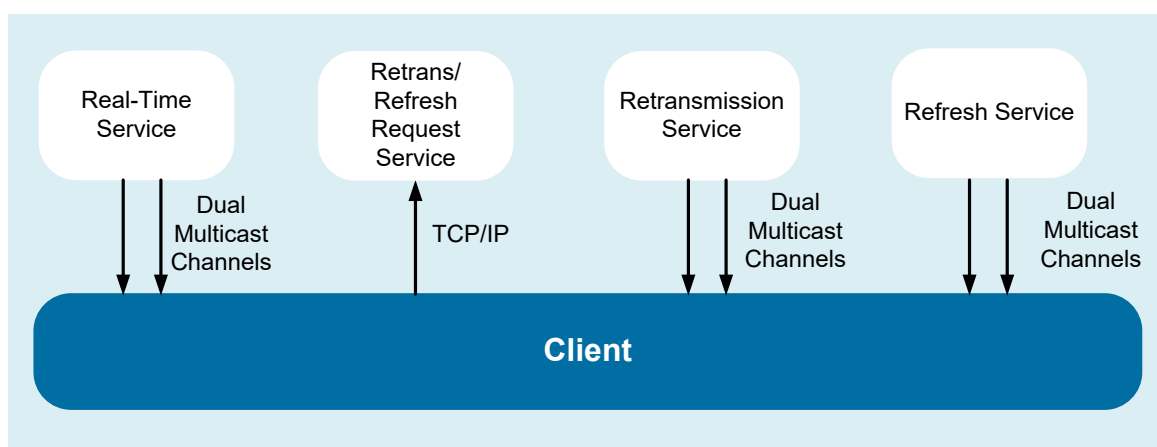 Real-Time
Service
Retrans/
Refresh
Request
Service
Retransmission
Service
Refresh Service
Dual
Multicast
Channels
TCP/IP
Dual
Multicast
Channels
Dual
Multicast
Channels
Client